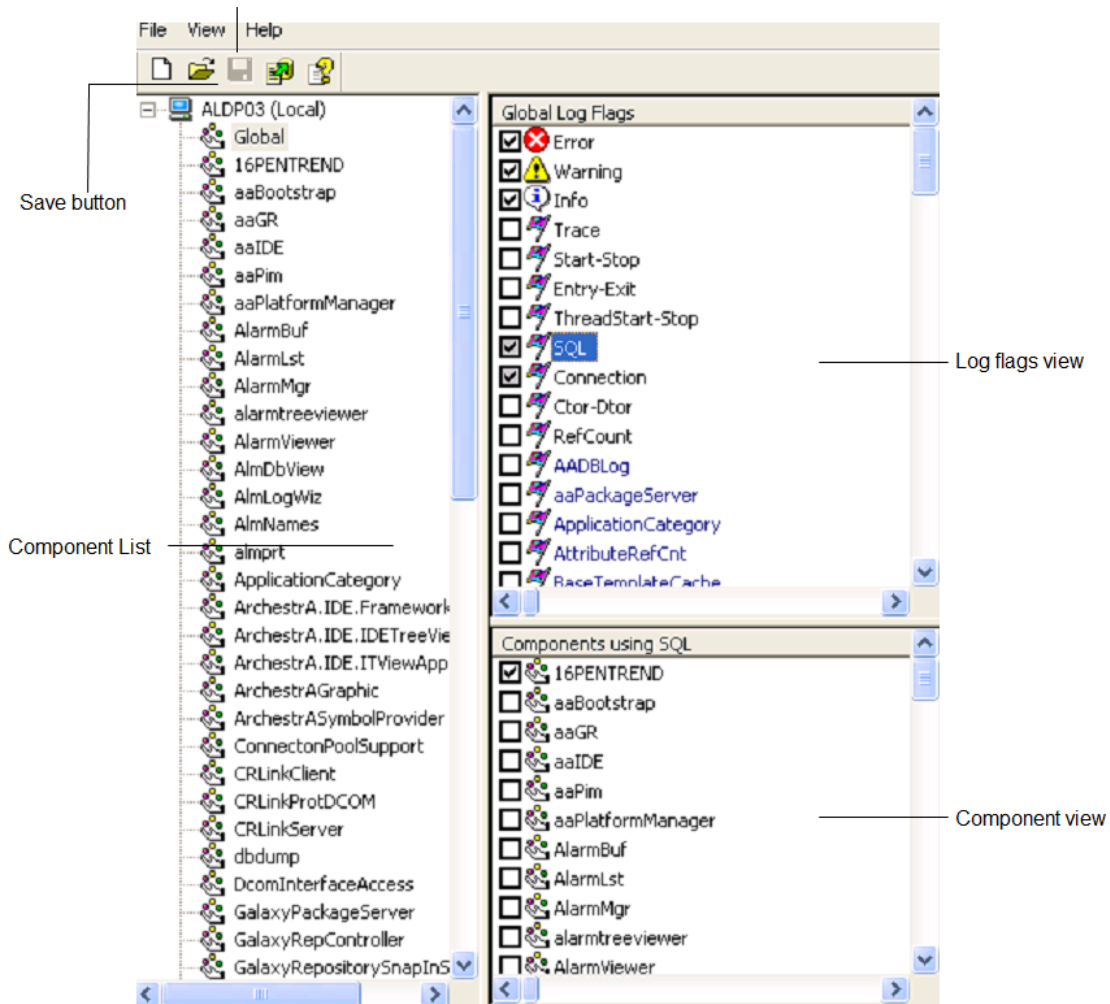 File View Help
Save button
Component List
ALDP03 (Local)
Global
16PENTREND
aaBootstrap
aaGR
aaIDE
aaPim
aaPlatformManager
AlarmBuf
AlarmLst
AlarmMgr
alarmtreeviewer
AlarmViewer
AlmDbView
AlmLogWiz
AlmNames
almprt
ApplicationCategory
ArchestrA.IDE.Framework
ArchestrA.IDE.IDETreeVie
ArchestrA.IDE.ITViewApp
ArchestrAGraphic
ArchestrASymbolProvider
ConnectonPoolSupport
CRLinkClient
CRLinkProtDCOM
CRLinkServer
dbdump
DcomInterfaceAccess
GalaxyPackageServer
GalaxyRepController
GalaxyRepositorySnapInS
Global Log Flags
Error
Warning
Info
Trace
Start-Stop
Entry-Exit
ThreadStart-Stop
SQL
Connection
Ctor-Dtor
RefCount
AADBLog
aaPackageServer
ApplicationCategory
AttributeRefCnt
BaseTemplateCache
Log flags view
Components using SQL
16PENTREND
aaBootstrap
aaGR
aaIDE
aaPim
aaPlatformManager
AlarmBuf
AlarmLst
AlarmMgr
alarmtreeviewer
AlarmViewer
Component view